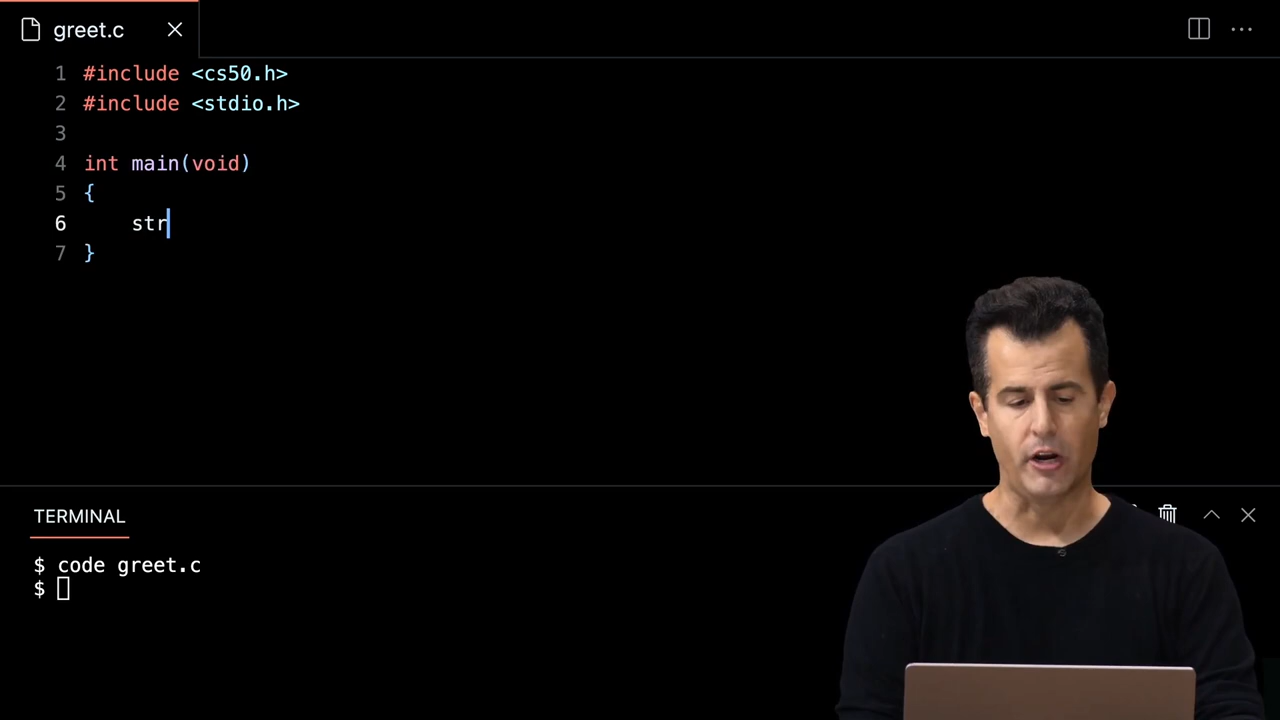 greet.c
1 #include <cs50.h>
2 #include <stdio.h>
3
4 int main(void)
5 {
6     str
7 }
TERMINAL
$ code greet.c
$